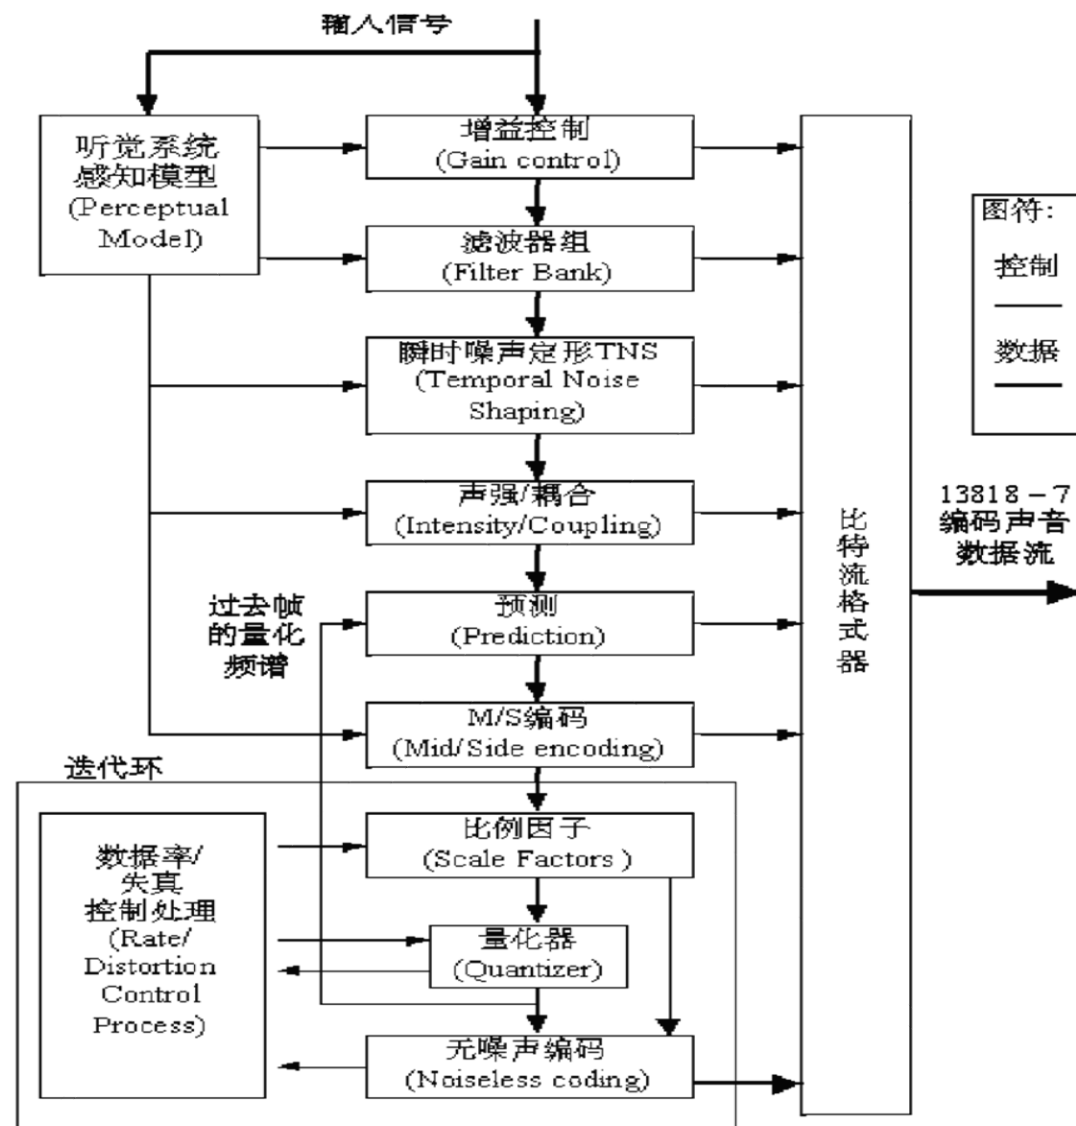 输入信号
听觉系统
感知模型
(Perceptual
Model)
增益控制
(Gain control)
滤波器组
(Filter Bank)
瞬时噪声定形TNS
(Temporal Noise
Shaping)
声强/耦合
(Intensity/Coupling)
过去帧
的量化
频谱
预测
(Prediction)
M/S编码
(Mid/Side encoding)
迭代环
数据率/
失真
控制处理
(Rate/
Distortion
Control
Process)
比例因子
(Scale Factors )
量化器
(Quantizer)
无噪声编码
(Noiseless coding)
比
特
流
格
式
器
图符:
控制
数据
13818-7
编码声音
数据流